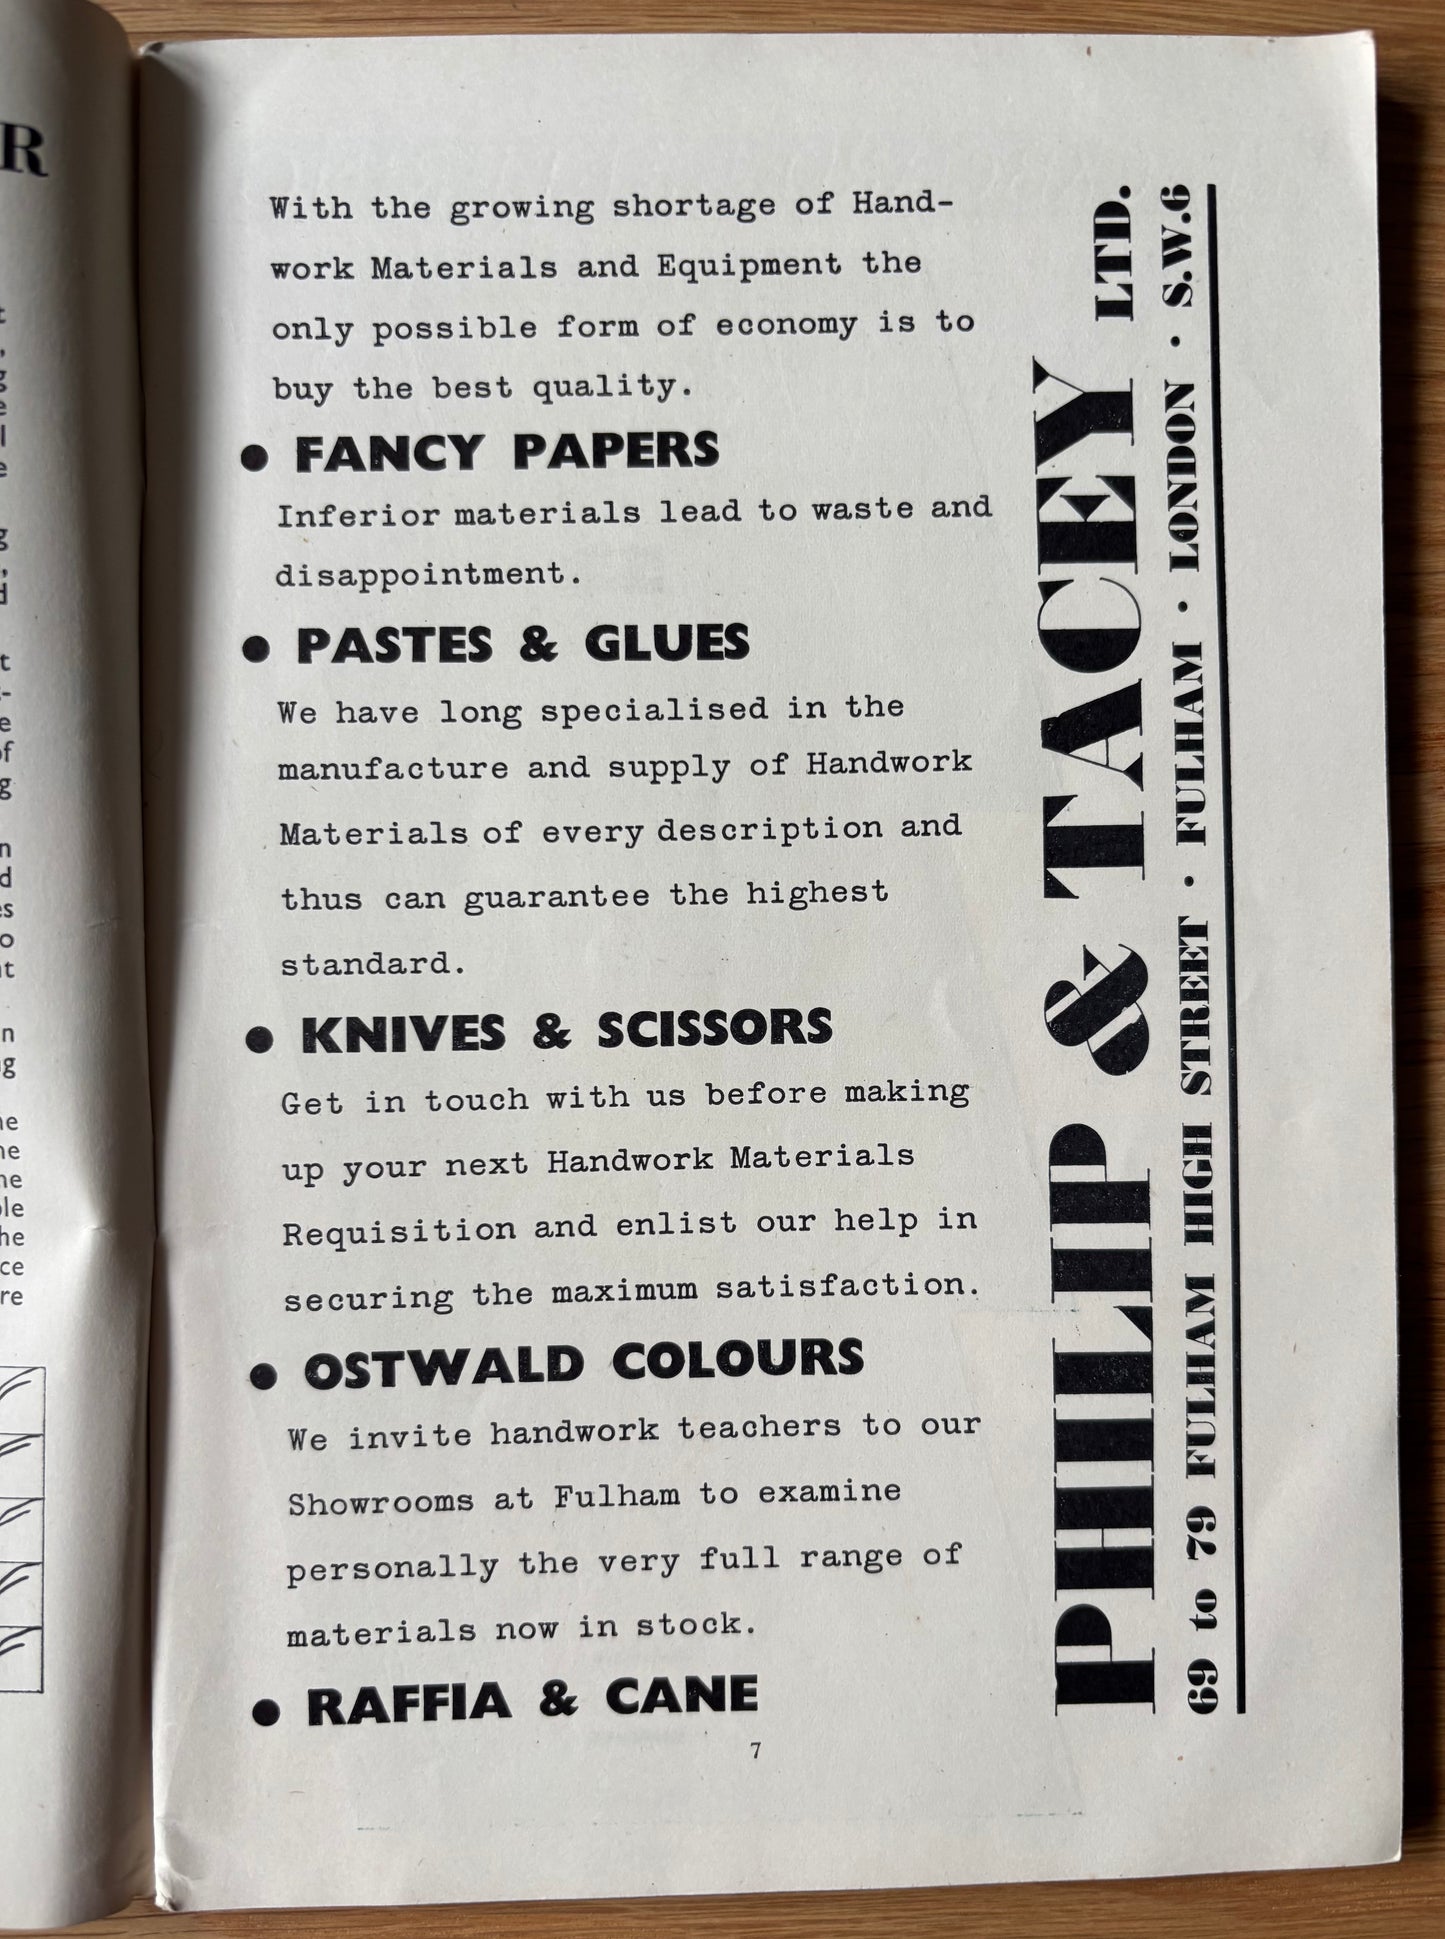 R
With the growing shortage of Hand-
work Materials and Equipment the
only possible form of economy is to
buy the best quality.
● FANCY PAPERS
Inferior materials lead to waste and
disappointment.
● PASTES & GLUES
We have long specialised in the
manufacture and supply of Handwork
Materials of every description and
thus can guarantee the highest
standard.
● KNIVES & SCISSORS
Get in touch with us before making
up your next Handwork Materials
Requisition and enlist our help in
securing the maximum satisfaction.
● OSTWALD COLOURS
We invite handwork teachers to our
Showrooms at Fulham to examine
personally the very full range of
materials now in stock.
● RAFFIA & CANE
7
PHILIP & TACEY LTD.
69 to 79 FULHAM HIGH STREET · FULHAM · LONDON · S.W.6